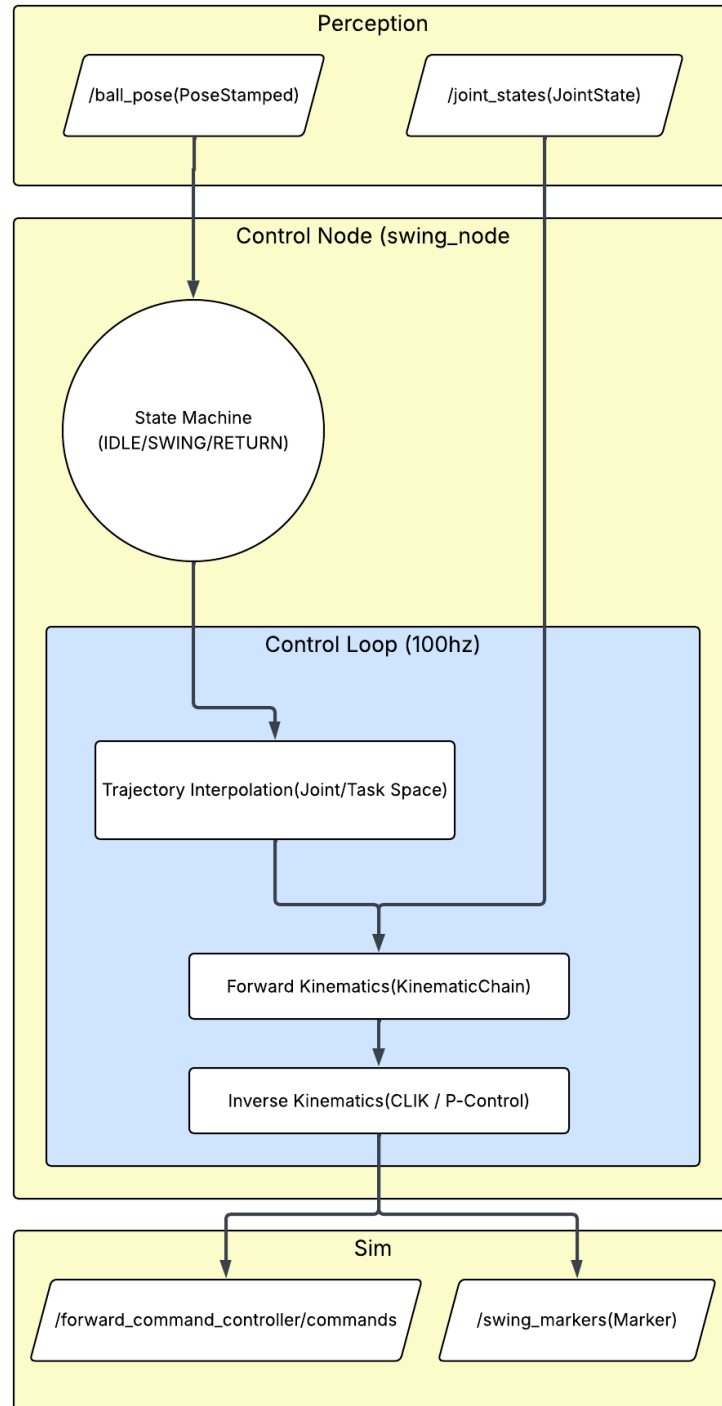 Perception
/ball_pose(PoseStamped)
/joint_states(JointState)
Control Node (swing_node
State Machine
(IDLE/SWING/RETURN)
Control Loop (100hz)
Trajectory Interpolation(Joint/Task Space)
Forward Kinematics(KinematicChain)
Inverse Kinematics(CLIK / P-Control)
Sim
/forward_command_controller/commands
/swing_markers(Marker)